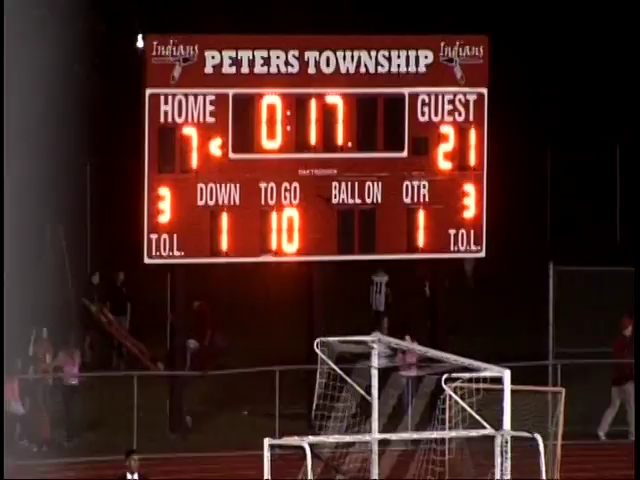 Indians PETERS TOWNSHIP Indians
HOME 0:17. GUEST
7 < 21
3 DOWN TO GO BALL ON QTR 3
T.O.L. 1 10 1 T.O.L.